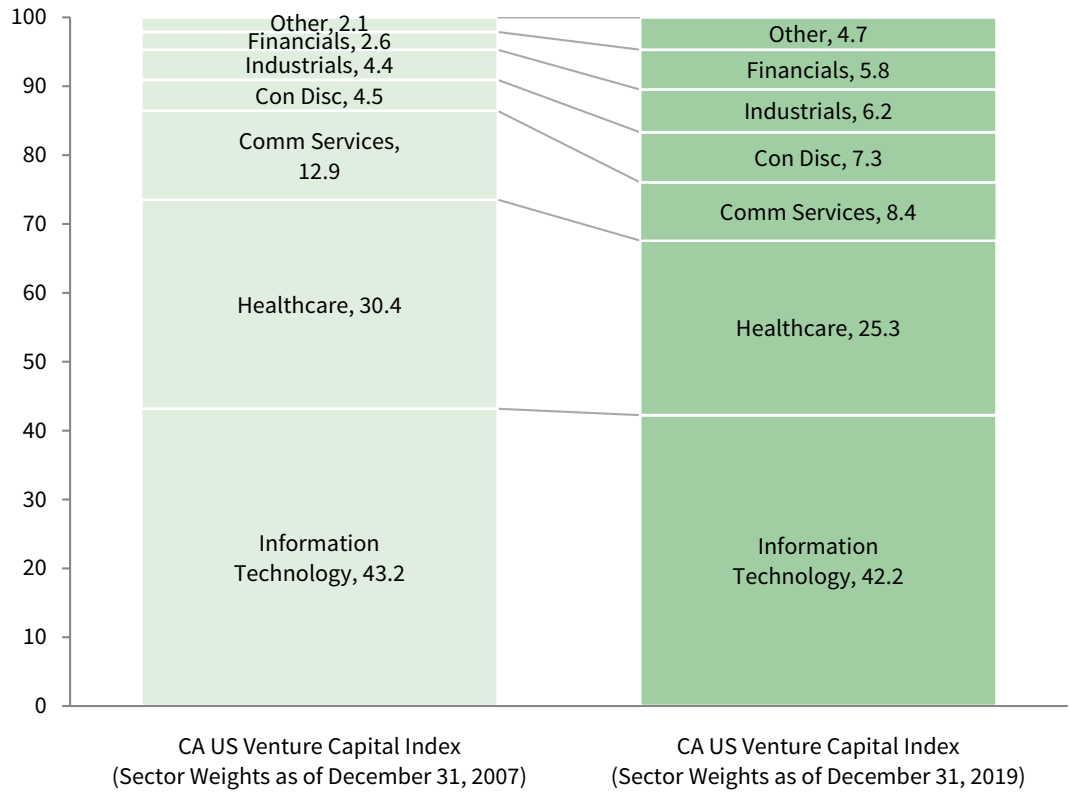 100
90
80
70
60
50
40
30
20
10
0
Other, 2.1
Financials, 2.6
Industrials, 4.4
Con Disc, 4.5
Comm Services,
12.9
Healthcare, 30.4
Information
Technology, 43.2
Other, 4.7
Financials, 5.8
Industrials, 6.2
Con Disc, 7.3
Comm Services, 8.4
Healthcare, 25.3
Information
Technology, 42.2
CA US Venture Capital Index
(Sector Weights as of December 31, 2007)
CA US Venture Capital Index
(Sector Weights as of December 31, 2019)